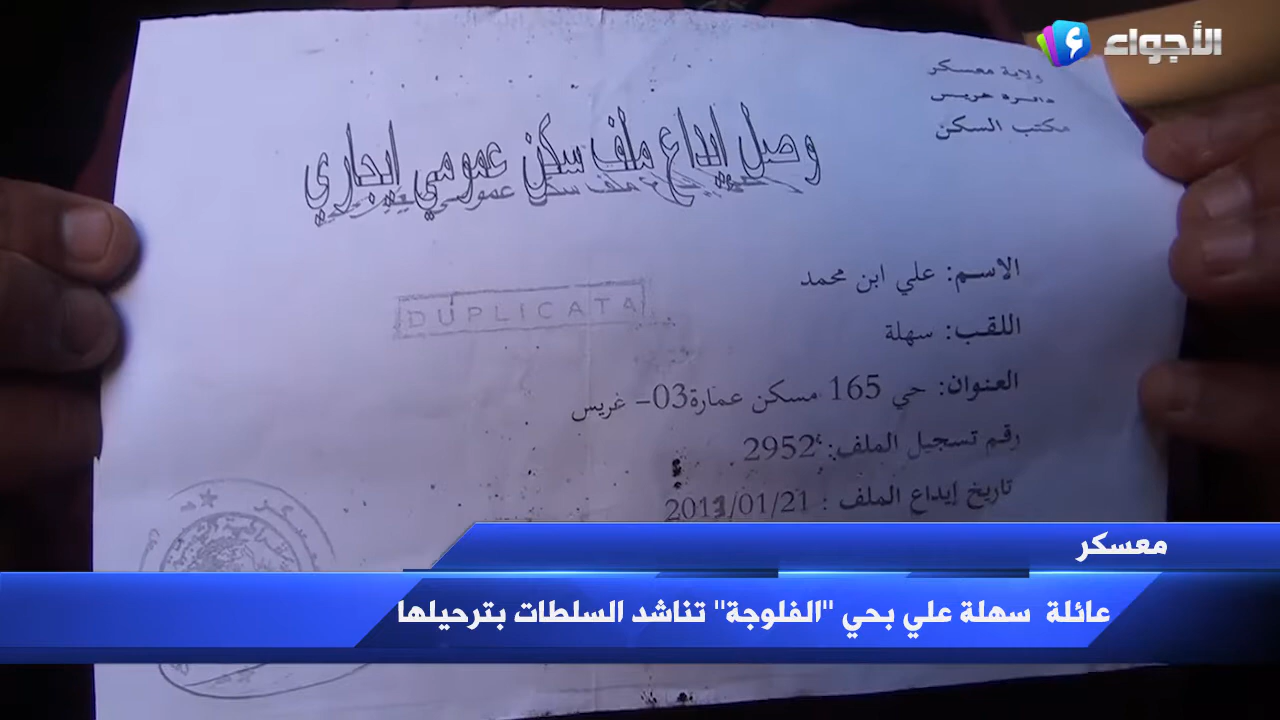 الأجواء
ولاية معسكر
دائرة غريس
مكتب السكن
وصل إيداع ملف سكن عمومي ايجاري
DUPLICATA
الاسم: علي ابن محمد
اللقب: سهلة
العنوان: حي 165 مسكن عمارة03- غريس
رقم تسجيل الملف: 2952
تاريخ إيداع الملف : 2011/01/21
معسكر
عائلة سهلة علي بحي "الفلوجة" تناشد السلطات بترحيلها